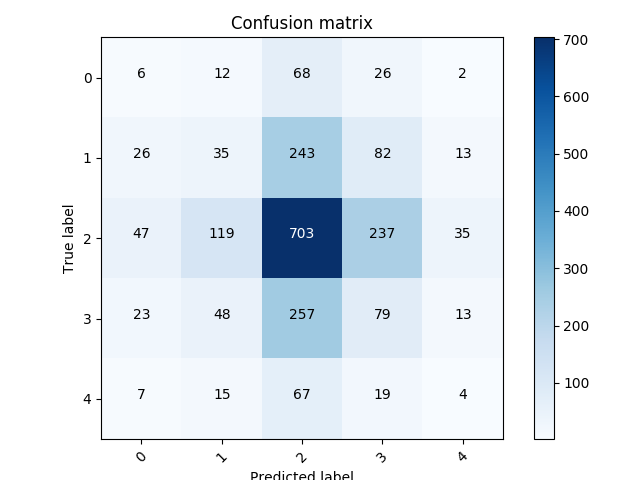 Confusion matrix
700
0 6 12 68 26 2
600
1 26 35 243 82 13
500
400
True label
2 47 119 703 237 35
300
3 23 48 257 79 13
200
100
4 7 15 67 19 4
0 1 2 3 4
Predicted label